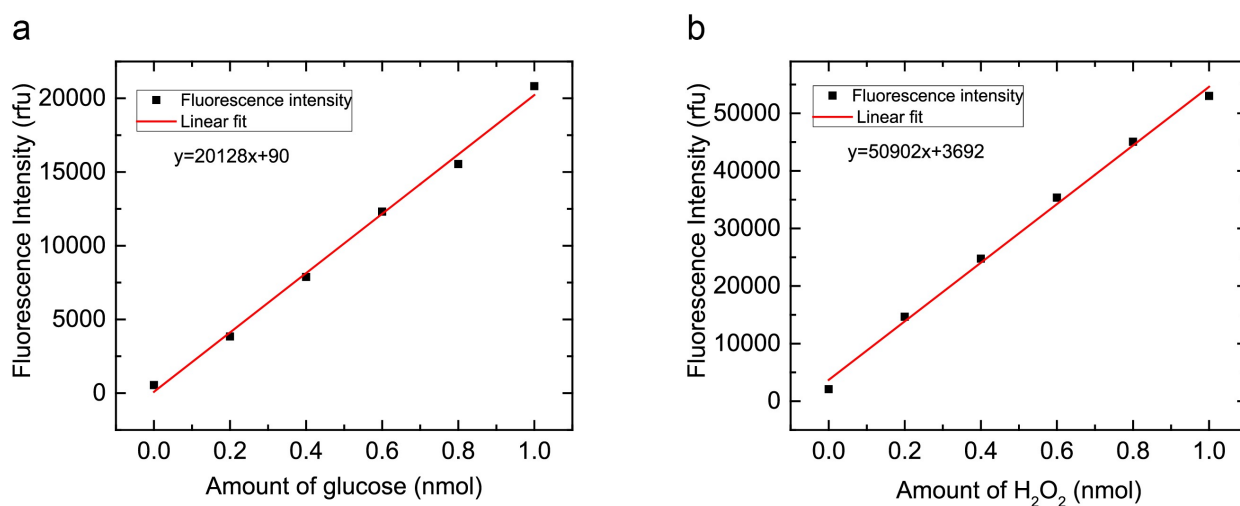 a
Fluorescence Intensity (rfu)
20000
15000
10000
5000
0
Fluorescence intensity
Linear fit
y=20128x+90
0.0 0.2 0.4 0.6 0.8 1.0
Amount of glucose (nmol)
b
Fluorescence Intensity (rfu)
50000
40000
30000
20000
10000
0
Fluorescence intensity
Linear fit
y=50902x+3692
0.0 0.2 0.4 0.6 0.8 1.0
Amount of H₂O₂ (nmol)